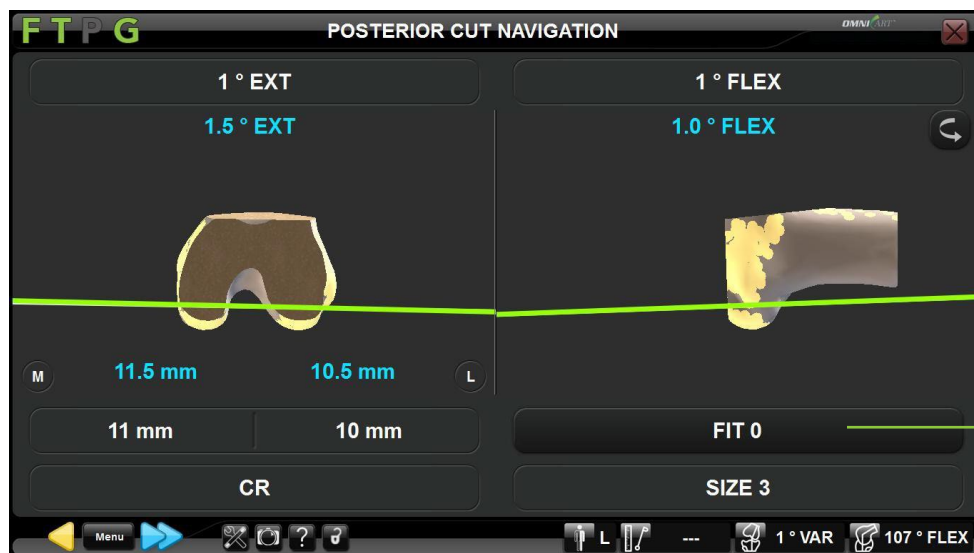 F T P G POSTERIOR CUT NAVIGATION OMNI
1 ° EXT 1 ° FLEX
1.5 ° EXT 1.0 ° FLEX
M 11.5 mm 10.5 mm L
11 mm 10 mm FIT 0
CR SIZE 3
Menu ? L --- 1 ° VAR 107 ° FLEX